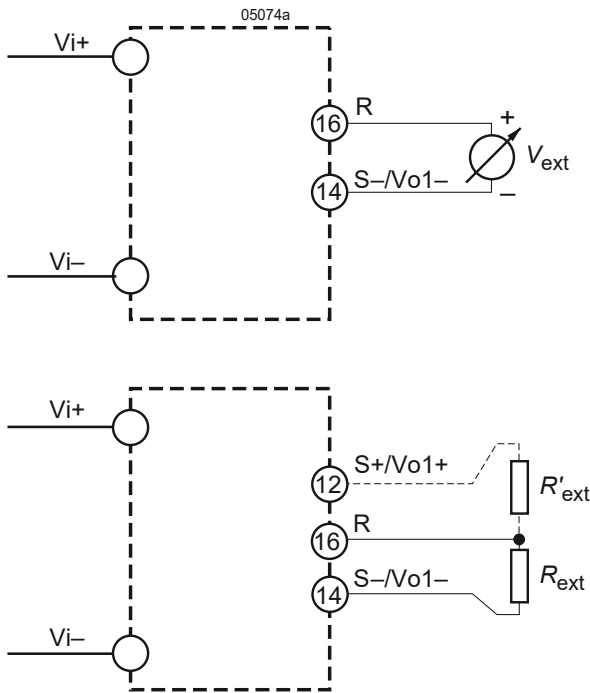 05074a
Vi+
16 R
+
Vext
14 S–/Vo1–
–
Vi–
Vi+
S+/Vo1+
12
R'ext
16 R
Rext
14 S–/Vo1–
Vi–